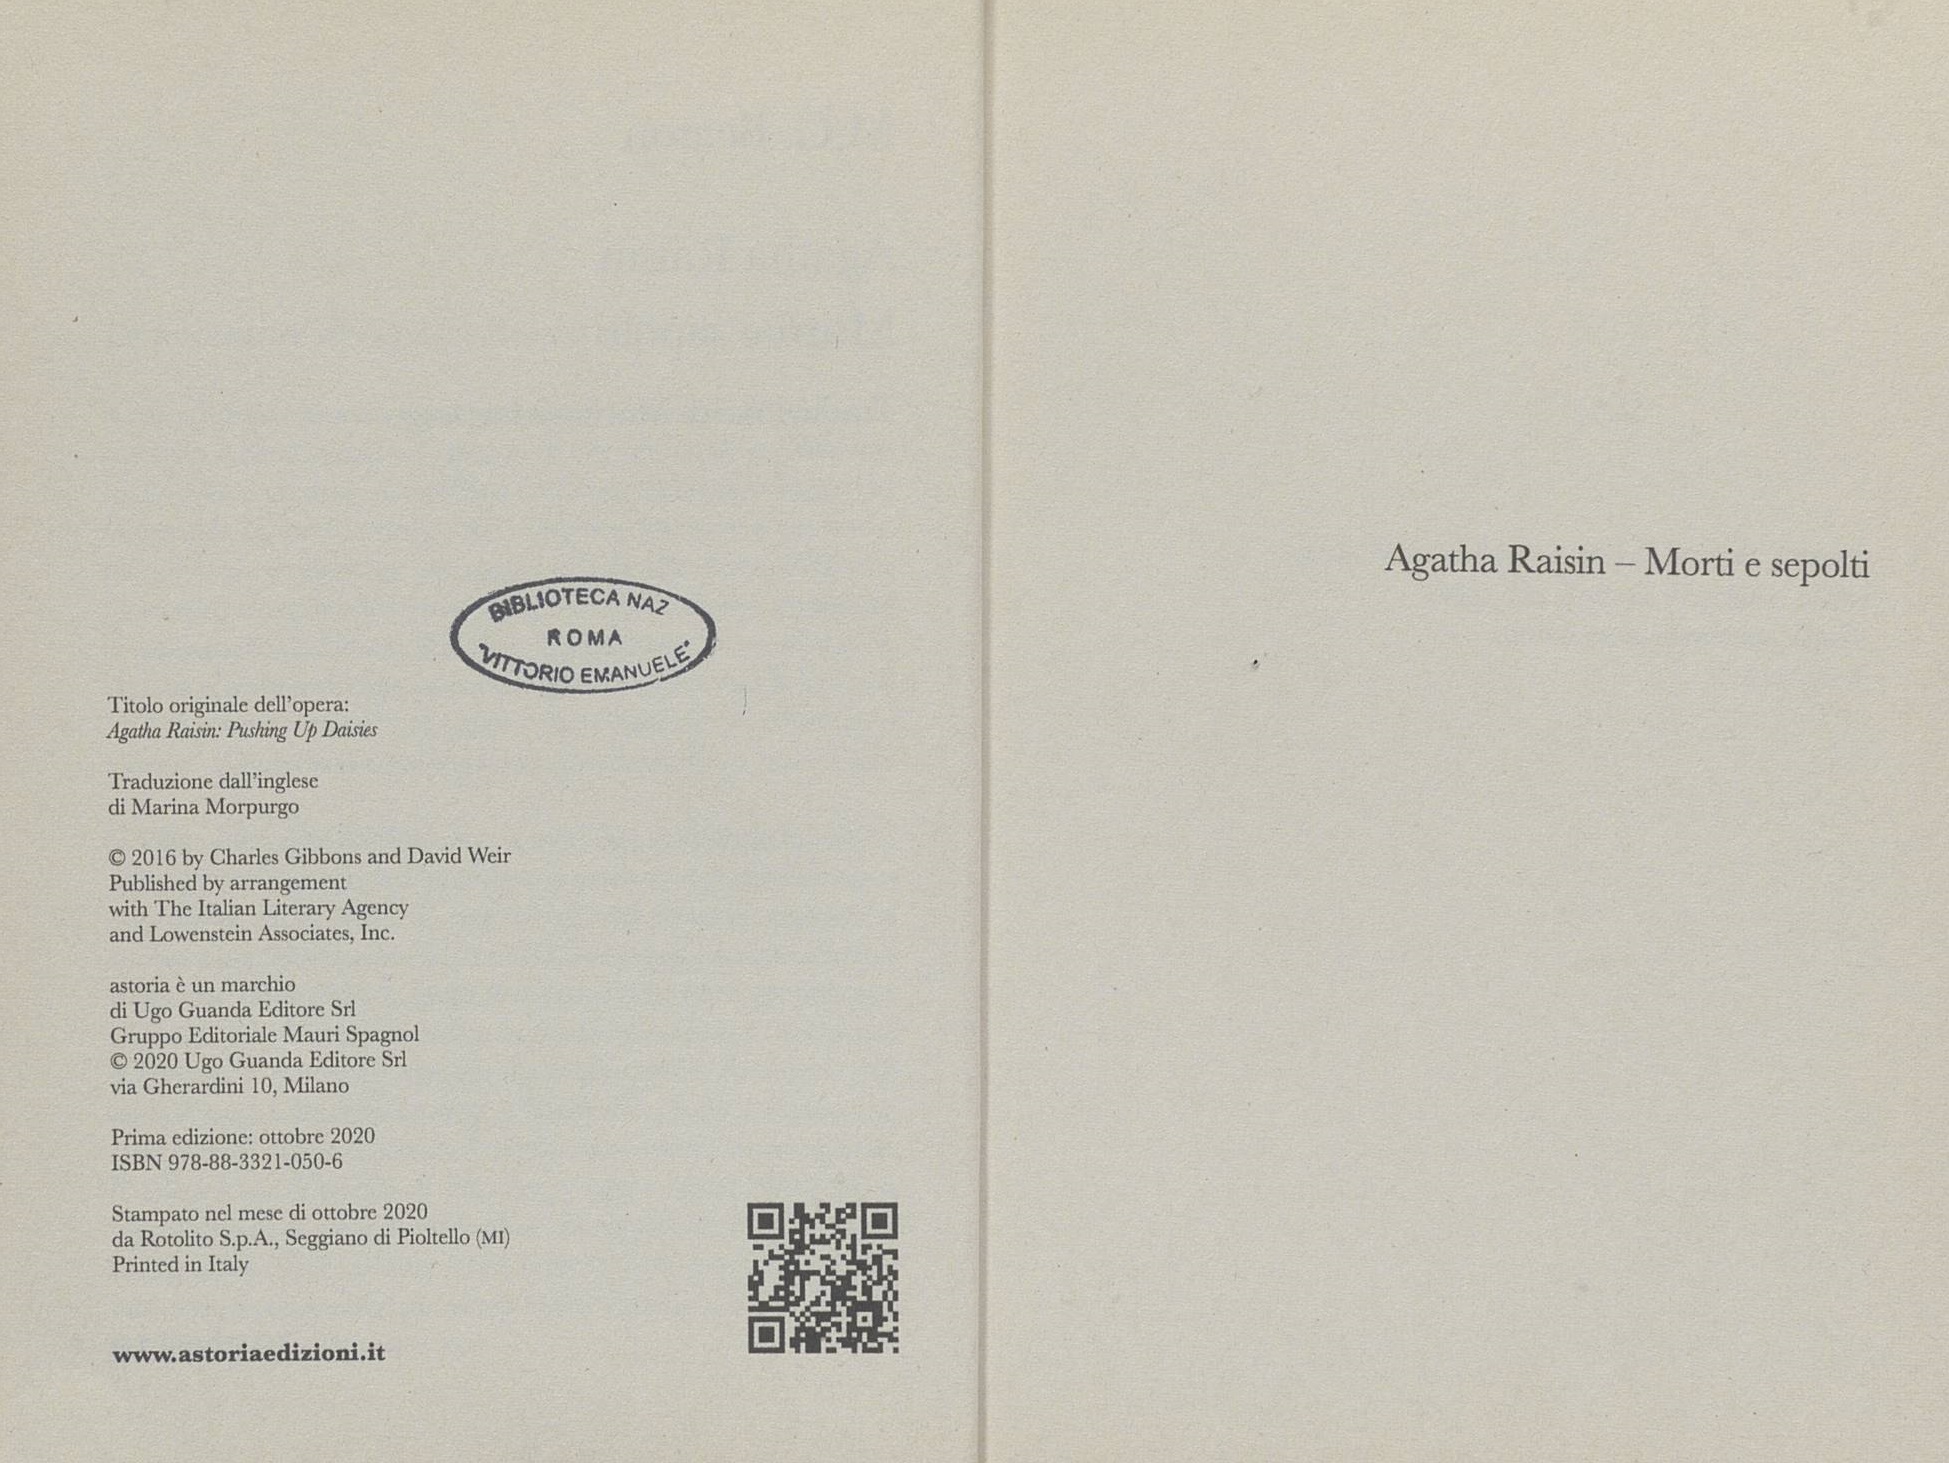 BIBLIOTECA NAZ
ROMA
"VITTORIO EMANUELE"
Titolo originale dell'opera:
Agatha Raisin: Pushing Up Daisies
Traduzione dall'inglese
di Marina Morpurgo
© 2016 by Charles Gibbons and David Weir
Published by arrangement
with The Italian Literary Agency
and Lowenstein Associates, Inc.
astoria è un marchio
di Ugo Guanda Editore Srl
Gruppo Editoriale Mauri Spagnol
© 2020 Ugo Guanda Editore Srl
via Gherardini 10, Milano
Prima edizione: ottobre 2020
ISBN 978-88-3321-050-6
Stampato nel mese di ottobre 2020
da Rotolito S.p.A., Seggiano di Pioltello (MI)
Printed in Italy
www.astoriaedizioni.it
Agatha Raisin – Morti e sepolti